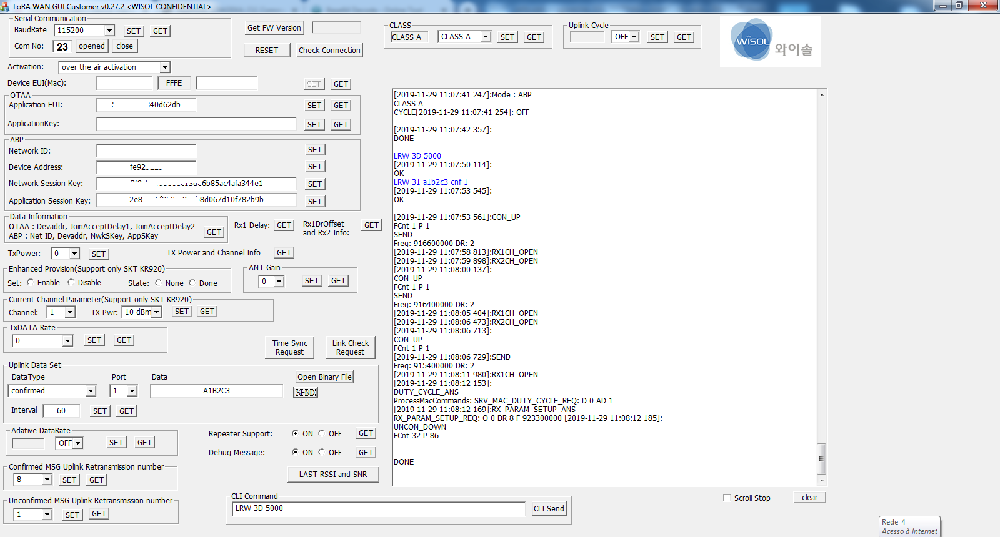 LoRA WAN GUI Customer v0.27.2 <WISOL CONFIDENTIAL>
Serial Communication
BaudRate 115200 SET GET
Com No: 23 opened close
Get FW Version
RESET Check Connection
CLASS
CLASS A CLASS A SET GET
Uplink Cycle
OFF SET GET
WISOL 와이솔
Activation: over the air activation
Device EUI(Mac): FFFE SET GET
OTAA
Application EUI: d40d62db SET GET
ApplicationKey: SET GET
ABP
Network ID: SET
Device Address: SET
Network Session Key: SET
Application Session Key: SET
Data Information
OTAA : Devaddr, JoinAcceptDelay1, JoinAcceptDelay2
ABP : Net ID, Devaddr, NwkSKey, AppSKey GET
Rx1 Delay: GET
Rx1DrOffset
and Rx2 Info: GET
TxPower: 0 SET
TX Power and Channel Info GET
Enhanced Provision(Support only SKT KR920)
Set: Enable Disable State: None Done
ANT Gain
0 SET GET
Current Channel Parameter(Support only SKT KR920)
Channel: 1 TX Pwr: 10 dBm SET GET
TxDATA Rate
0 SET GET
Time Sync
Request
Link Check
Request
Uplink Data Set
DataType Port Data Open Binary File
confirmed 1 A1B2C3 SEND
Interval 60 SET GET
Adative DataRate
OFF SET GET
Repeater Support: ON OFF GET
Debug Message: ON OFF GET
Confirmed MSG Uplink Retransmission number
8 SET GET
LAST RSSI and SNR
Unconfirmed MSG Uplink Retransmission number
1 SET GET
CLI Command
LRW 3D 5000 CLI Send
[2019-11-29 11:07:41 247]:Mode : ABP
CLASS A
CYCLE[2019-11-29 11:07:41 254]: OFF
[2019-11-29 11:07:42 357]:
DONE
LRW 3D 5000
[2019-11-29 11:07:50 114]:
OK
LRW 31 a1b2c3 cnf 1
[2019-11-29 11:07:53 545]:
OK
[2019-11-29 11:07:53 561]:CON_UP
FCnt 1 P 1
SEND
Freq: 916600000 DR: 2
[2019-11-29 11:07:58 813]:RX1CH_OPEN
[2019-11-29 11:07:59 898]:RX2CH_OPEN
[2019-11-29 11:08:00 137]:
CON_UP
FCnt 1 P 1
SEND
Freq: 916400000 DR: 2
[2019-11-29 11:08:05 404]:RX1CH_OPEN
[2019-11-29 11:08:06 473]:RX2CH_OPEN
[2019-11-29 11:08:06 713]:
CON_UP
FCnt 1 P 1
[2019-11-29 11:08:06 729]:SEND
Freq: 915400000 DR: 2
[2019-11-29 11:08:11 980]:RX1CH_OPEN
[2019-11-29 11:08:12 153]:
DUTY_CYCLE_ANS
ProcessMacCommands: SRV_MAC_DUTY_CYCLE_REQ: D 0 AD 1
[2019-11-29 11:08:12 169]:RX_PARAM_SETUP_ANS
RX_PARAM_SETUP_REQ: O 0 DR 8 F 923300000 [2019-11-29 11:08:12 185]:
UNCON_DOWN
FCnt 32 P 86
DONE
Scroll Stop clear
Rede 4
Acesso à Internet